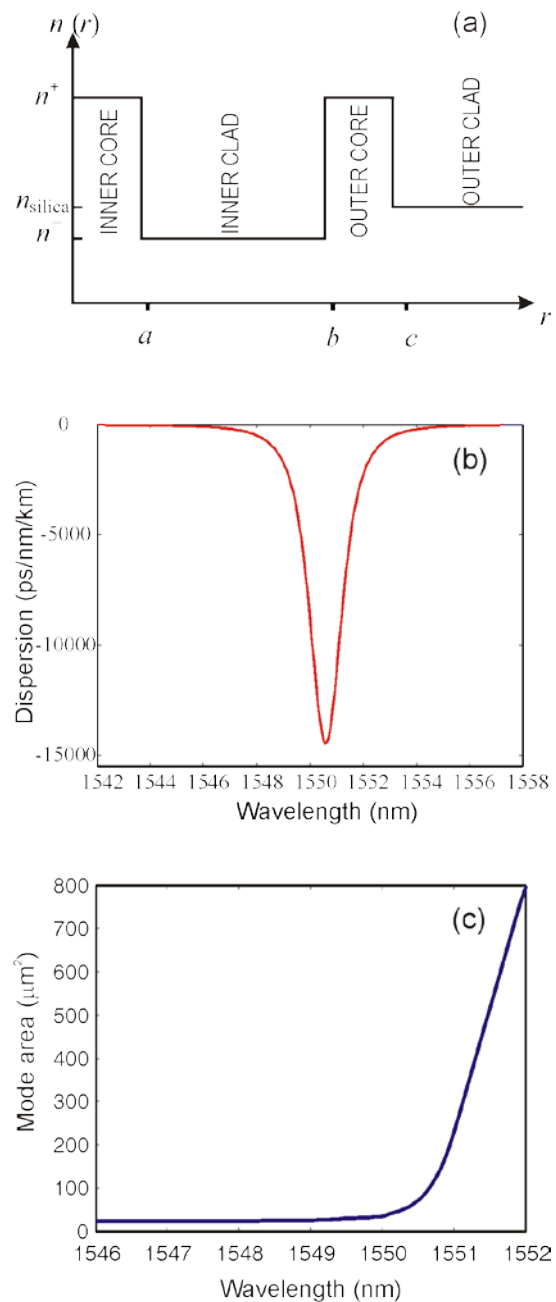 n (r)
(a)
n⁺
INNER CORE
INNER CLAD
OUTER CORE
OUTER CLAD
n_silica
n⁻
a
b
c
r
0
(b)
-5000
-10000
-15000
Dispersion (ps/nm/km)
1542 1544 1546 1548 1550 1552 1554 1556 1558
Wavelength (nm)
800
(c)
700
600
500
400
300
200
100
0
Mode area (μm²)
1546 1547 1548 1549 1550 1551 1552
Wavelength (nm)